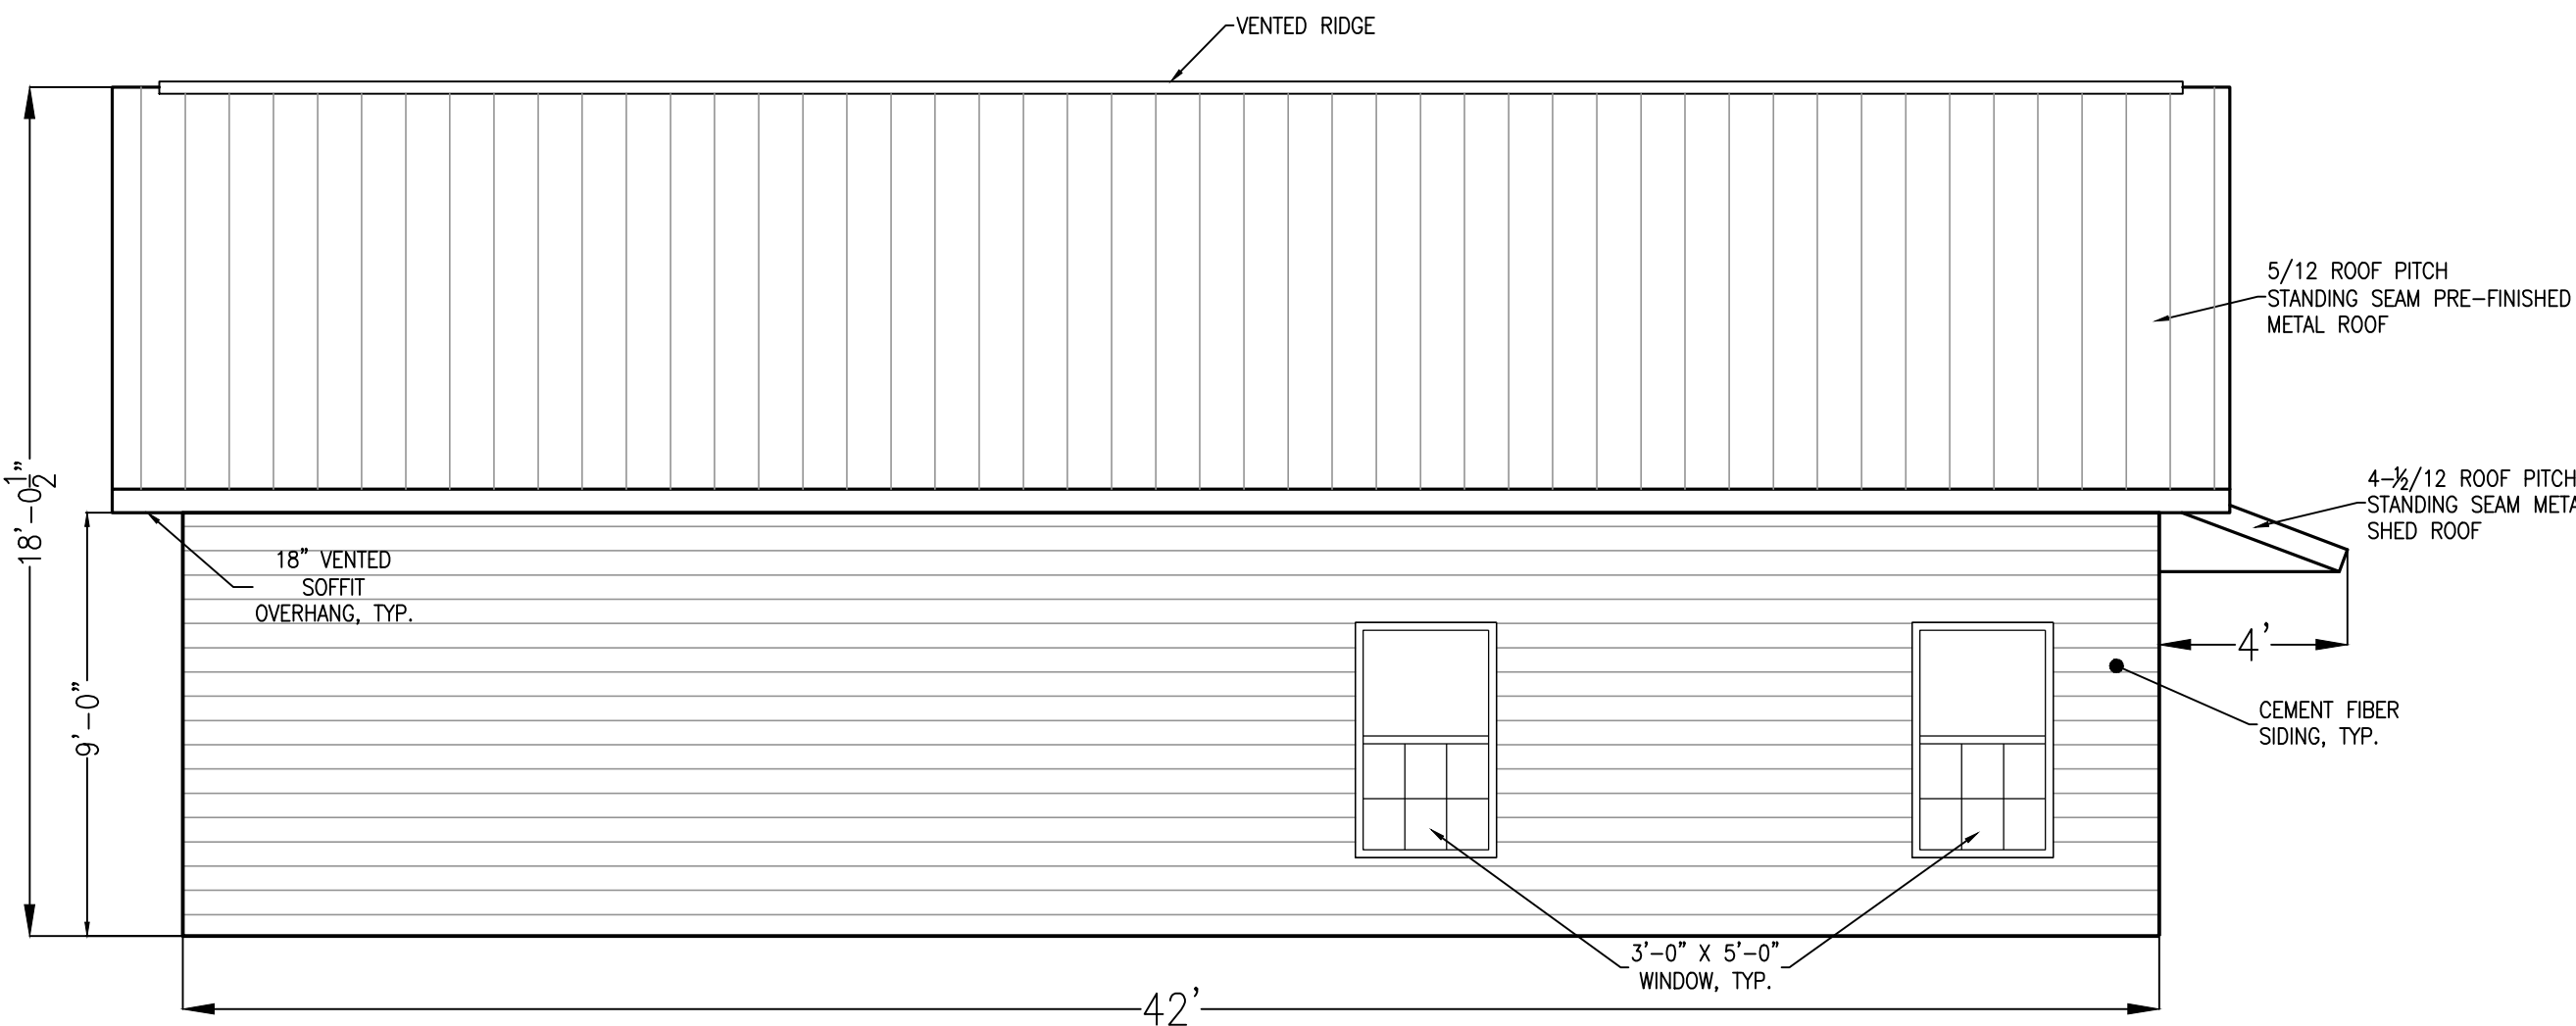 VENTED RIDGE
5/12 ROOF PITCH
STANDING SEAM PRE-FINISHED
METAL ROOF
18'-0 1/2"
4-½/12 ROOF PITCH
STANDING SEAM META
SHED ROOF
18" VENTED
SOFFIT
OVERHANG, TYP.
9'-0"
4'
CEMENT FIBER
SIDING, TYP.
3'-0" X 5'-0"
WINDOW, TYP.
42'